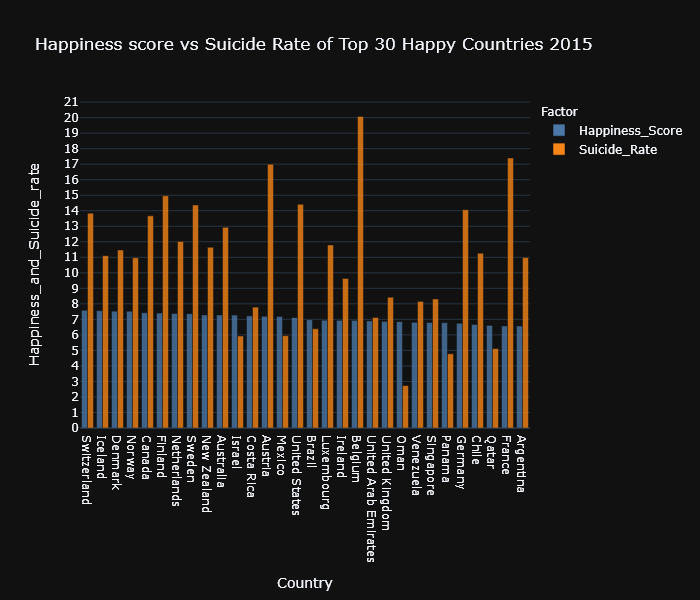 Happiness score vs Suicide Rate of Top 30 Happy Countries 2015
Factor
Happiness_Score
Suicide_Rate
Happiness_and_Suicide_rate
21
20
19
18
17
16
15
14
13
12
11
10
9
8
7
6
5
4
3
2
1
0
Switzerland
Iceland
Denmark
Norway
Canada
Finland
Netherlands
Sweden
New Zealand
Australia
Israel
Costa Rica
Austria
Mexico
United States
Brazil
Luxembourg
Ireland
Belgium
United Arab Emirates
United Kingdom
Oman
Venezuela
Singapore
Panama
Germany
Chile
Qatar
France
Argentina
Country